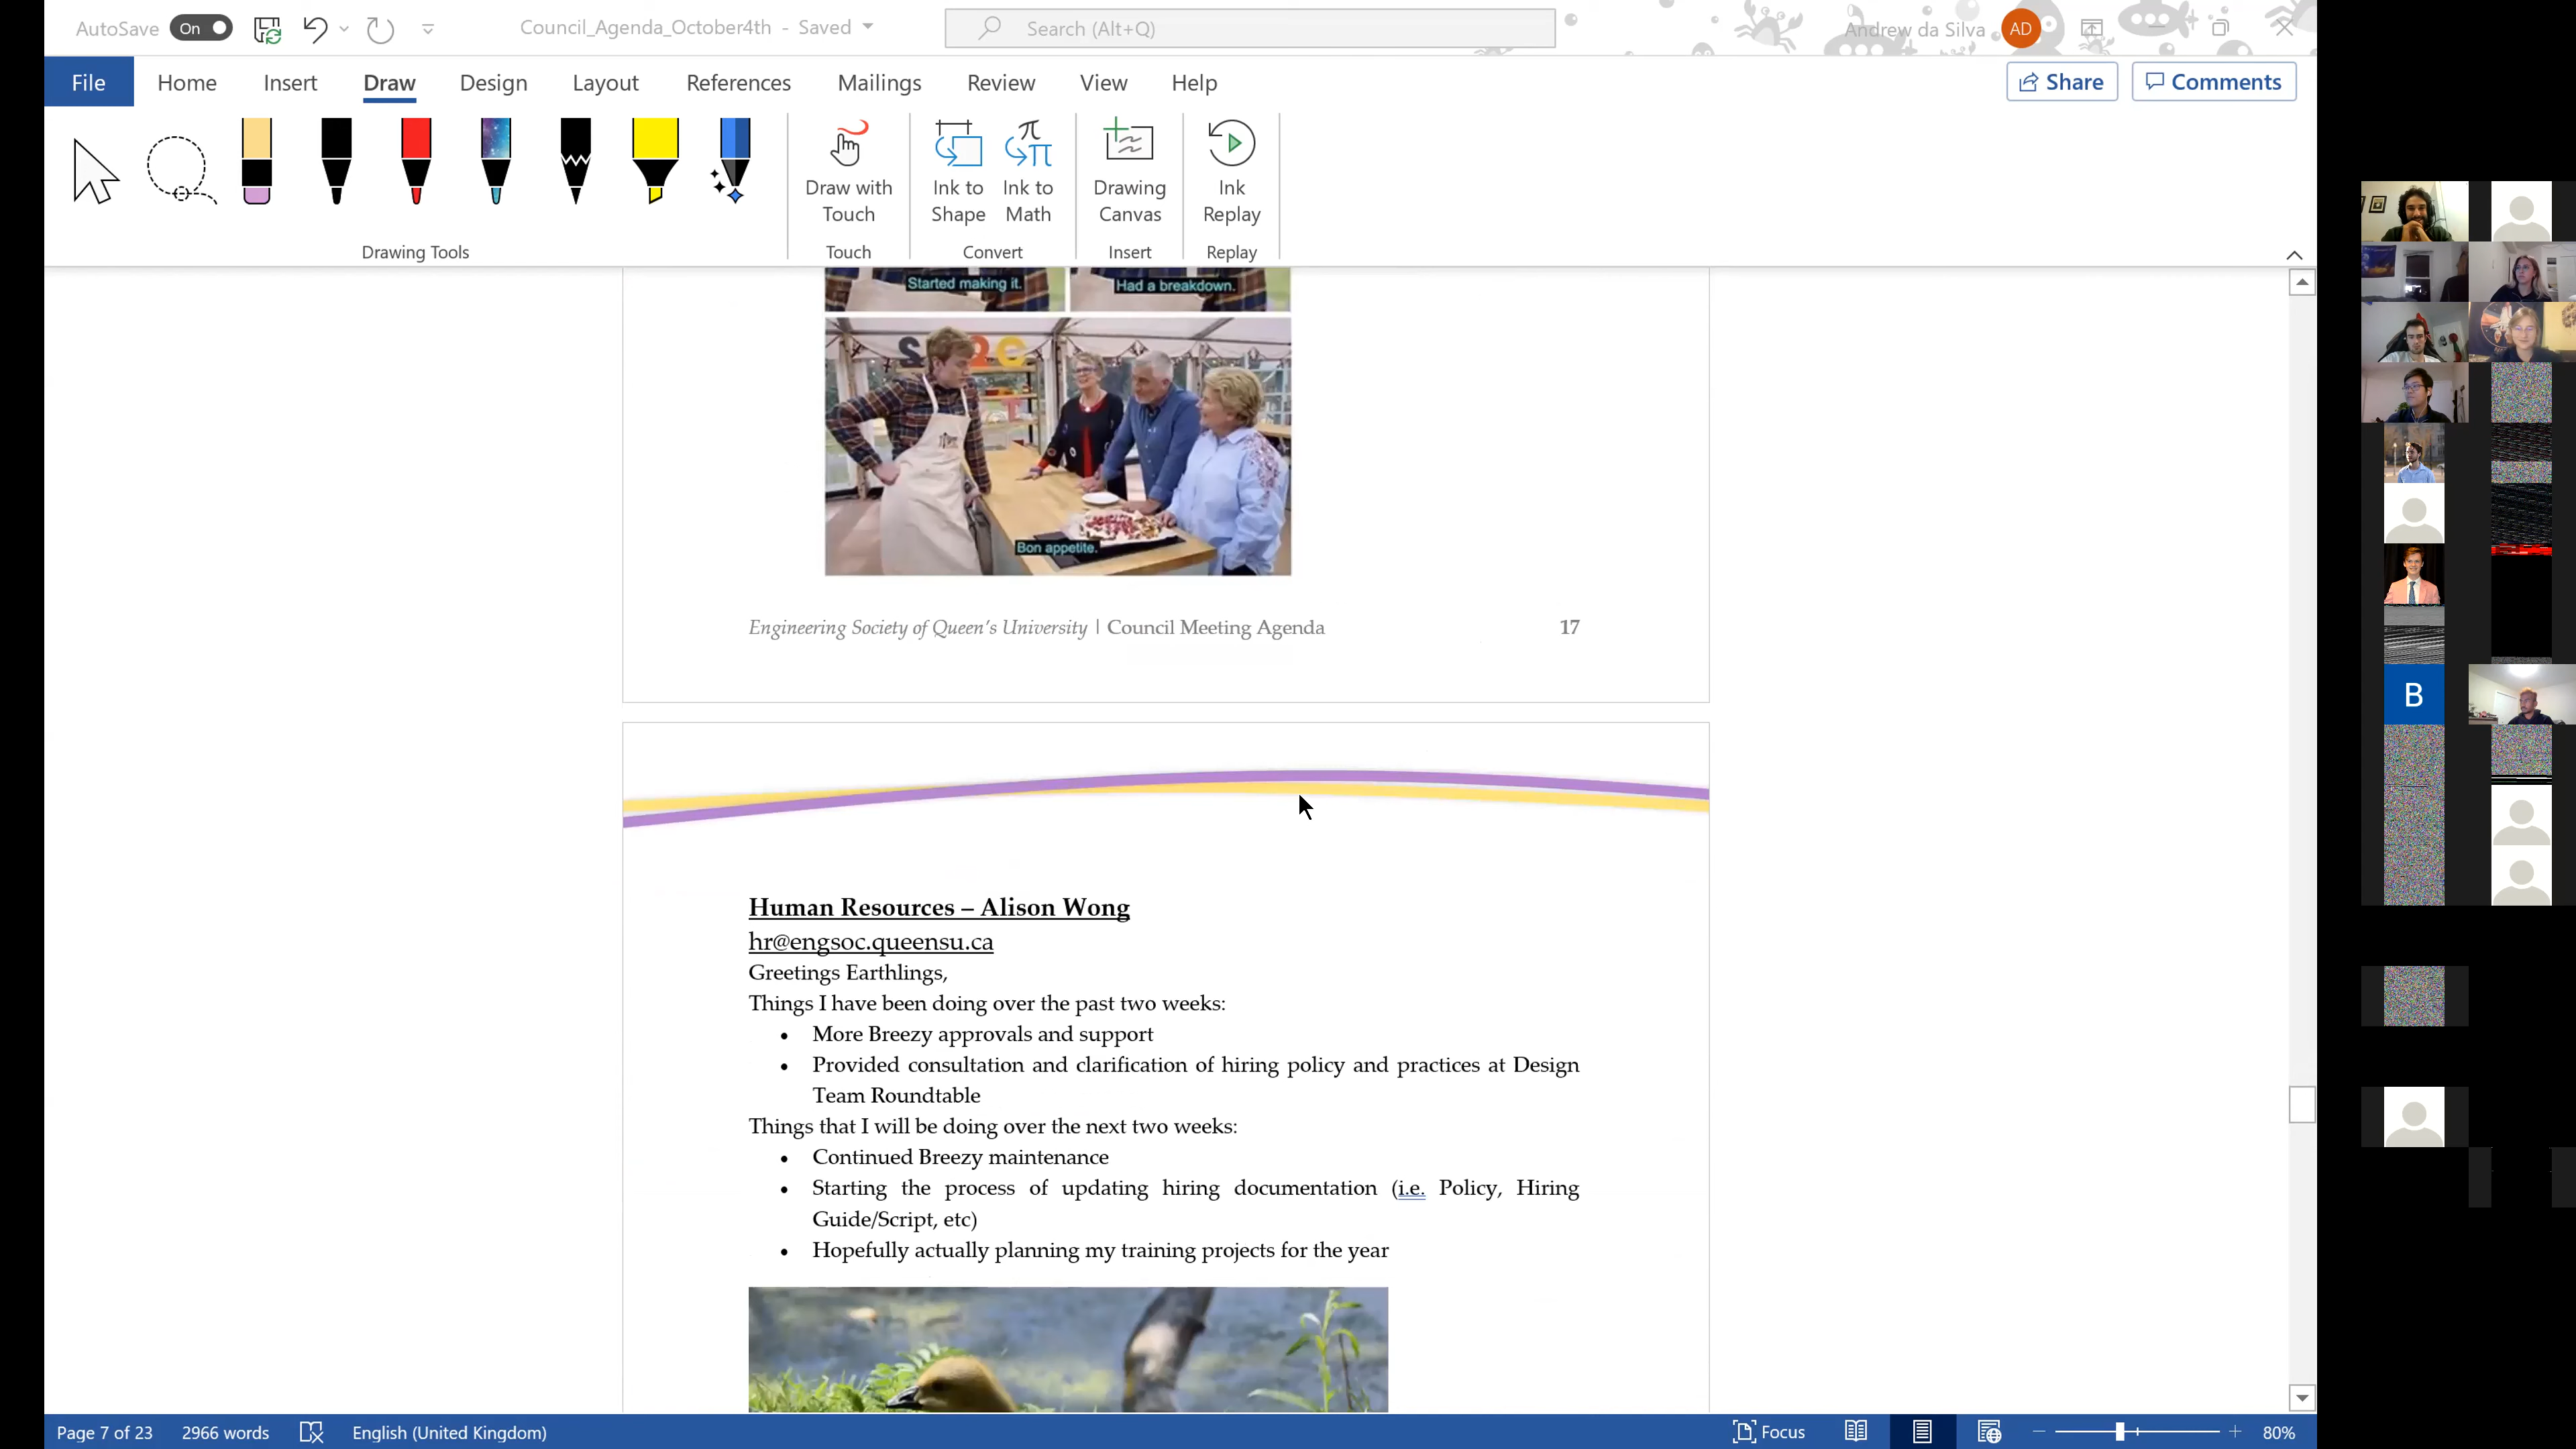 AutoSave On Council_Agenda_October4th - Saved Search (Alt+Q) Andrew da Silva AD
File Home Insert Draw Design Layout References Mailings Review View Help Share Comments
Draw with Touch
Ink to Shape
Ink to Math
Drawing Canvas
Ink Replay
Drawing Tools Touch Convert Insert Replay
Started making it. Had a breakdown.
Bon appetite.
Engineering Society of Queen's University | Council Meeting Agenda 17
Human Resources – Alison Wong
hr@engsoc.queensu.ca
Greetings Earthlings,
Things I have been doing over the past two weeks:
• More Breezy approvals and support
• Provided consultation and clarification of hiring policy and practices at Design
Team Roundtable
Things that I will be doing over the next two weeks:
• Continued Breezy maintenance
• Starting the process of updating hiring documentation (i.e. Policy, Hiring
Guide/Script, etc)
• Hopefully actually planning my training projects for the year
B
Page 7 of 23 2966 words English (United Kingdom) Focus 80%